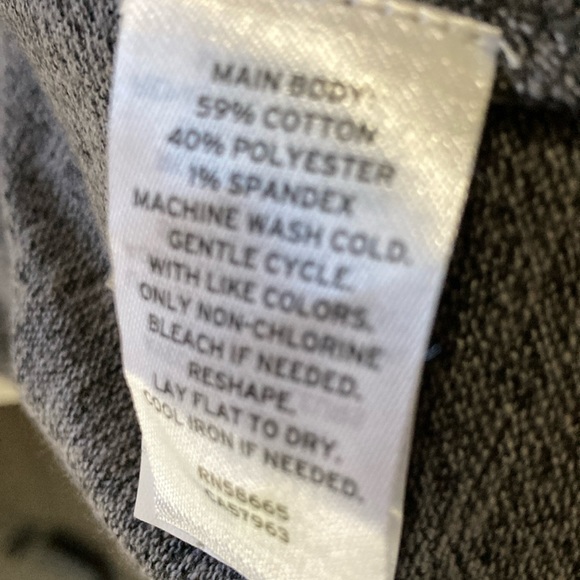 MAIN BODY:
59% COTTON
40% POLYESTER
1% SPANDEX
MACHINE WASH COLD.
GENTLE CYCLE.
WITH LIKE COLORS.
ONLY NON-CHLORINE
BLEACH IF NEEDED.
RESHAPE.
LAY FLAT TO DRY.
COOL IRON IF NEEDED.
RN58665
CA57963